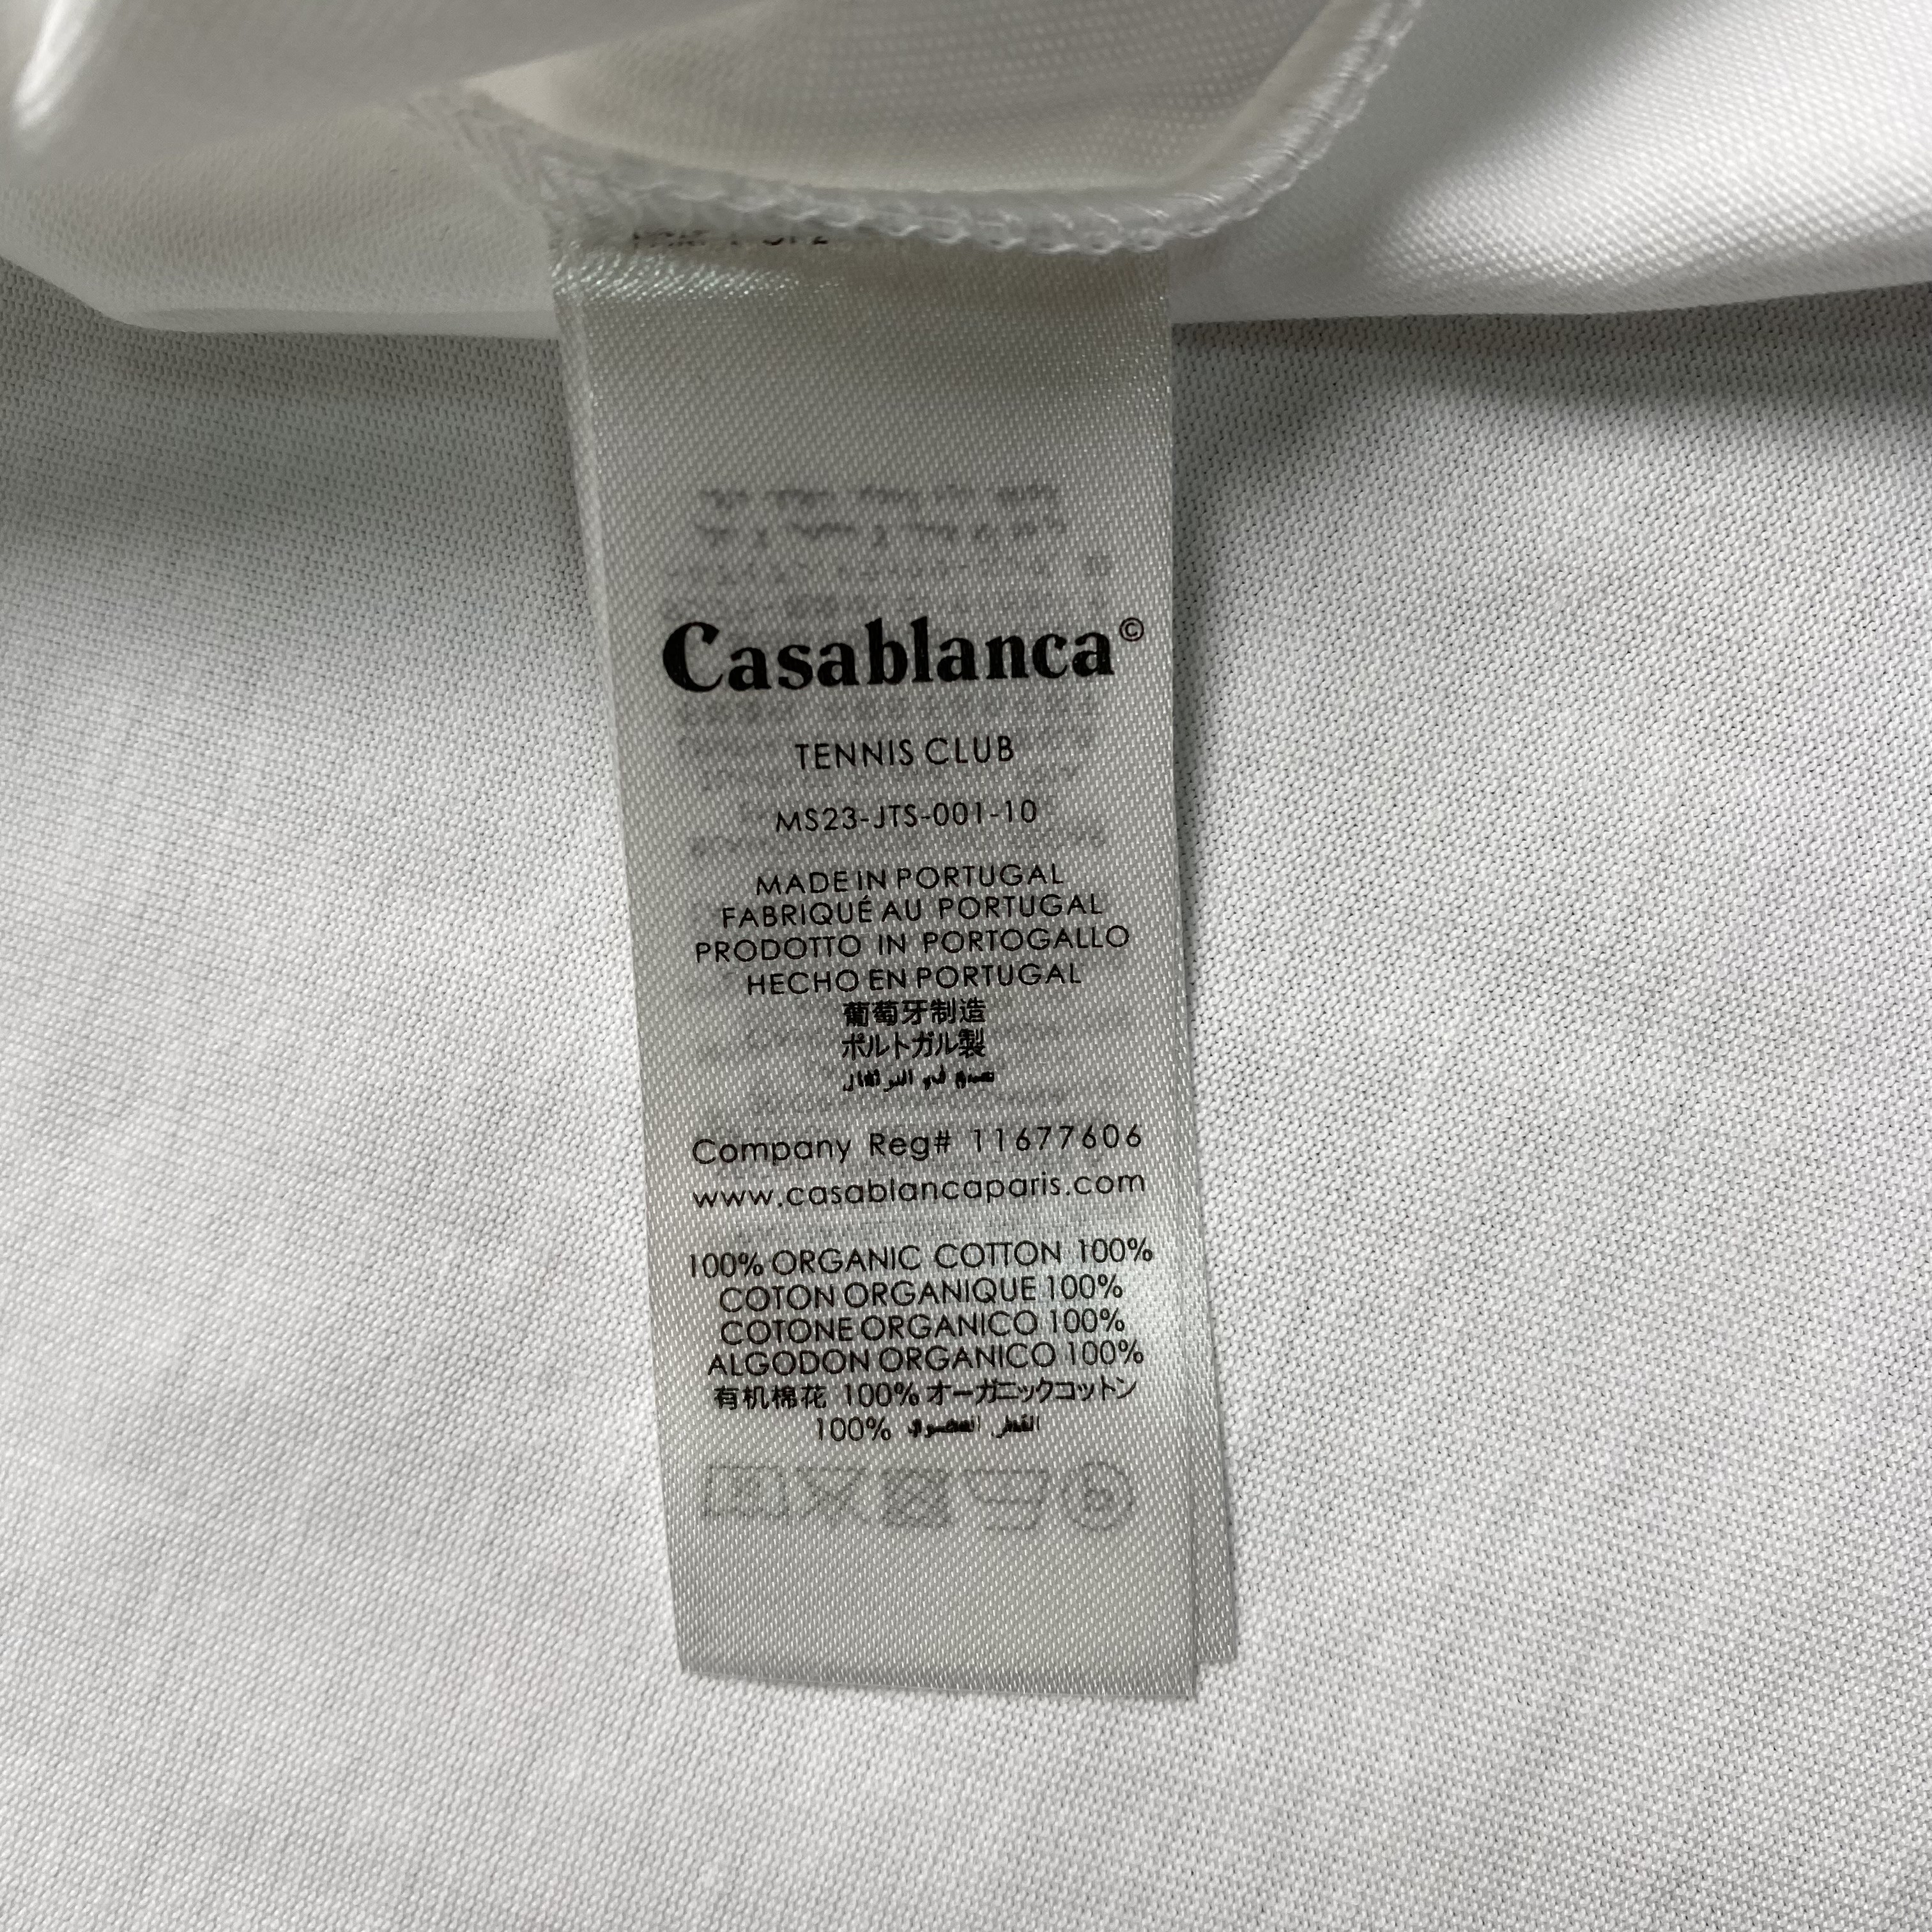 Casablanca©
TENNIS CLUB
MS23-JTS-001-10
MADE IN PORTUGAL
FABRIQUÉ AU PORTUGAL
PRODOTTO IN PORTOGALLO
HECHO EN PORTUGAL
葡萄牙制造
ポルトガル製
Company Reg# 11677606
www.casablancaparis.com
100% ORGANIC COTTON 100%
COTON ORGANIQUE 100%
COTONE ORGANICO 100%
ALGODON ORGANICO 100%
有机棉花 100% オーガニックコットン
100%